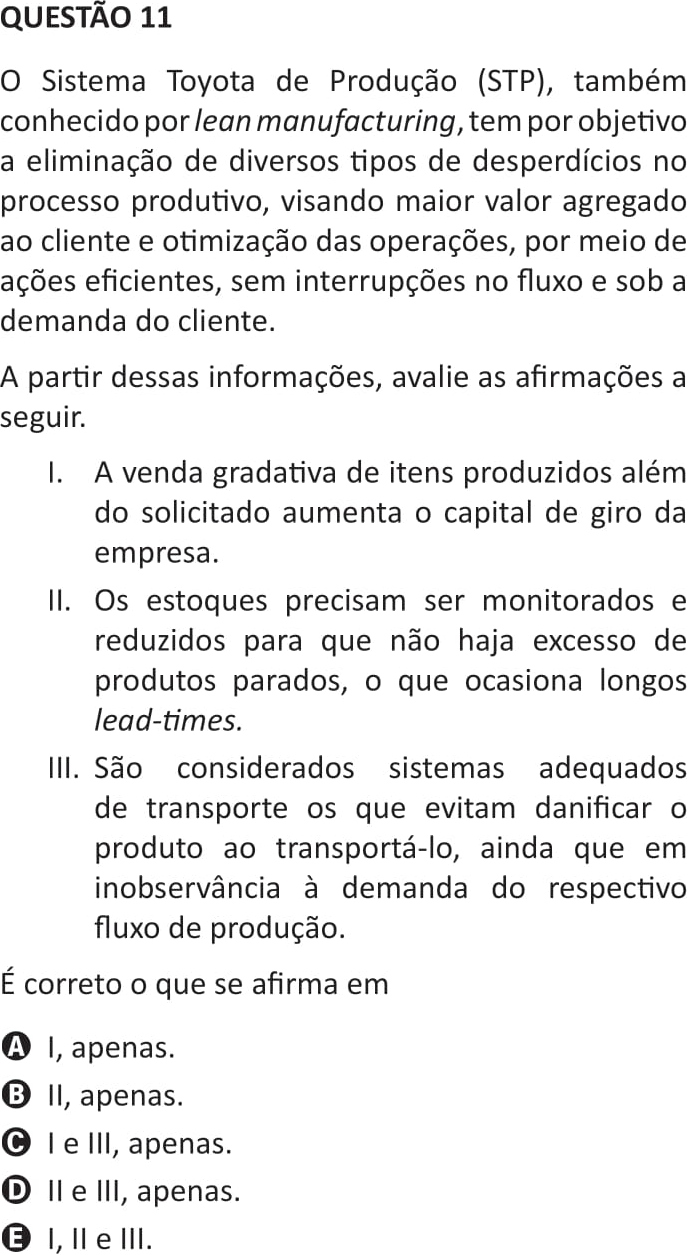 QUESTÃO 11
O Sistema Toyota de Produção (STP), também
conhecido por lean manufacturing, tem por objetivo
a eliminação de diversos tipos de desperdícios no
processo produtivo, visando maior valor agregado
ao cliente e otimização das operações, por meio de
ações eficientes, sem interrupções no fluxo e sob a
demanda do cliente.
A partir dessas informações, avalie as afirmações a
seguir.
I. A venda gradativa de itens produzidos além
do solicitado aumenta o capital de giro da
empresa.
II. Os estoques precisam ser monitorados e
reduzidos para que não haja excesso de
produtos parados, o que ocasiona longos
lead-times.
III. São considerados sistemas adequados
de transporte os que evitam danificar o
produto ao transportá-lo, ainda que em
inobservância à demanda do respectivo
fluxo de produção.
É correto o que se afirma em
A I, apenas.
B II, apenas.
C I e III, apenas.
D II e III, apenas.
E I, II e III.